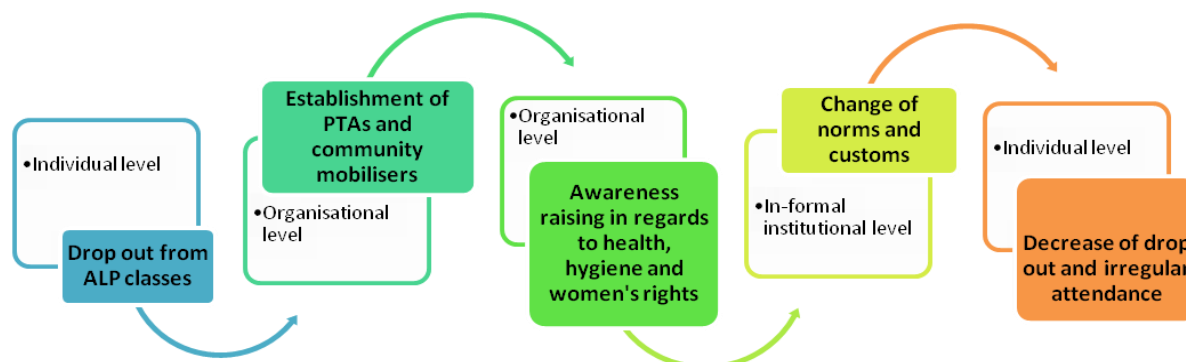 •Individual level
Drop out from
ALP classes
Establishment of
PTAs and
community
mobilisers
•Organisational
level
•Organisational
level
Awareness
raising in regards
to health,
hygiene and
women's rights
Change of
norms and
customs
•In-formal
institutional level
•Individual level
Decrease of drop
out and irregular
attendance